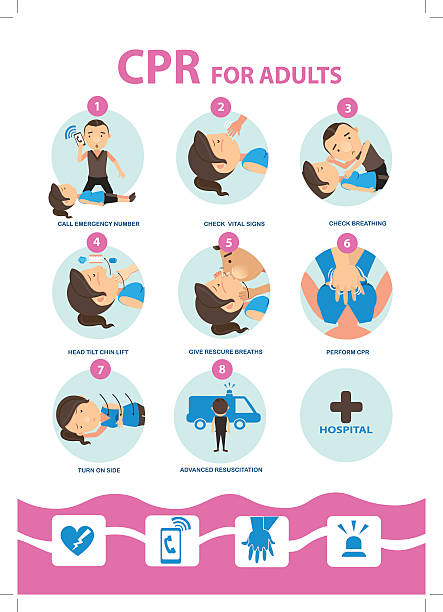 CPR FOR ADULTS
1
CALL EMERGENCY NUMBER
2
CHECK VITAL SIGNS
3
CHECK BREATHING
4
HEAD TILT CHIN LIFT
5
GIVE RESCURE BREATHS
6
PERFORM CPR
7
TURN ON SIDE
8
ADVANCED RESUSCITATION
HOSPITAL